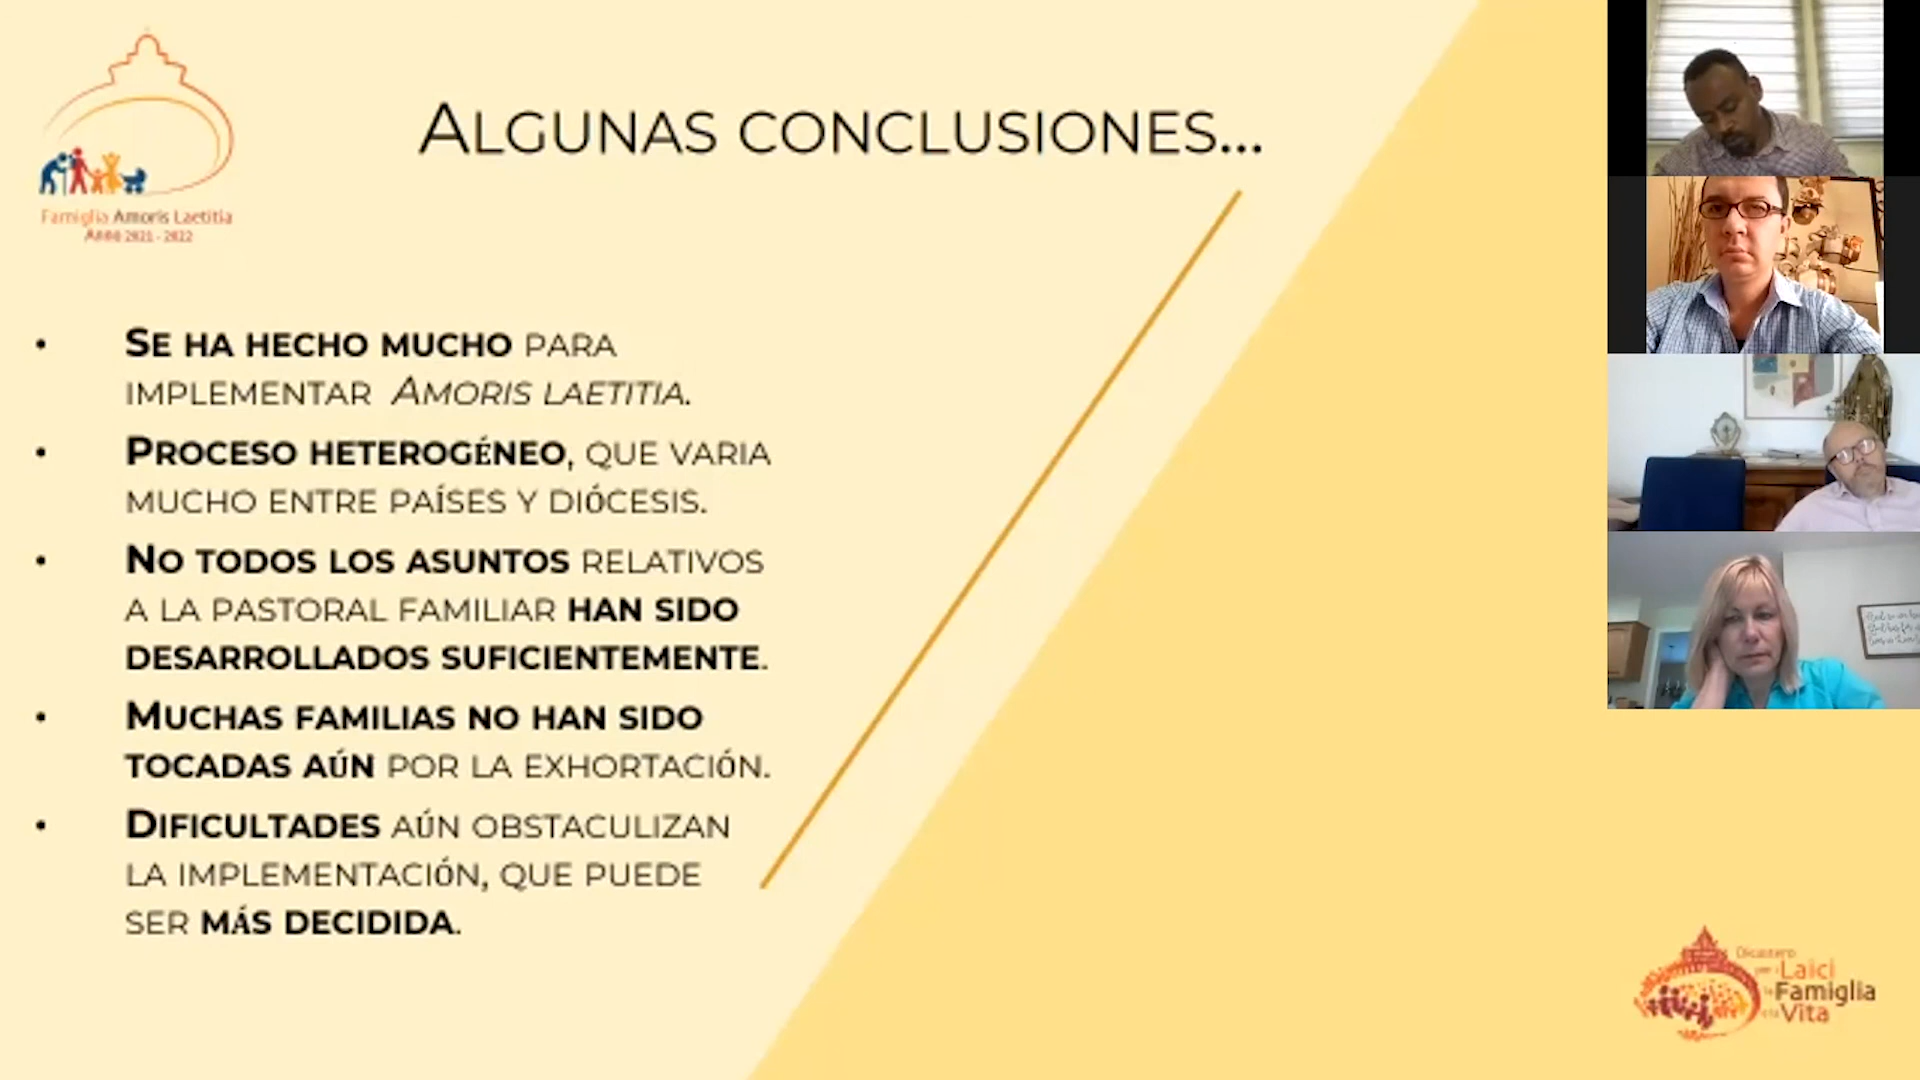 Famiglia Amoris Laetitia
Anno 2021 - 2022
ALGUNAS CONCLUSIONES...
• SE HA HECHO MUCHO PARA
IMPLEMENTAR AMORIS LAETITIA.
• PROCESO HETEROGÉNEO, QUE VARIA
MUCHO ENTRE PAÍSES Y DIÓCESIS.
• NO TODOS LOS ASUNTOS RELATIVOS
A LA PASTORAL FAMILIAR HAN SIDO
DESARROLLADOS SUFICIENTEMENTE.
• MUCHAS FAMILIAS NO HAN SIDO
TOCADAS AÚN POR LA EXHORTACIÓN.
• DIFICULTADES AÚN OBSTACULIZAN
LA IMPLEMENTACIÓN, QUE PUEDE
SER MÁS DECIDIDA.
Dicastero
per i Laici
la Famiglia
e la Vita